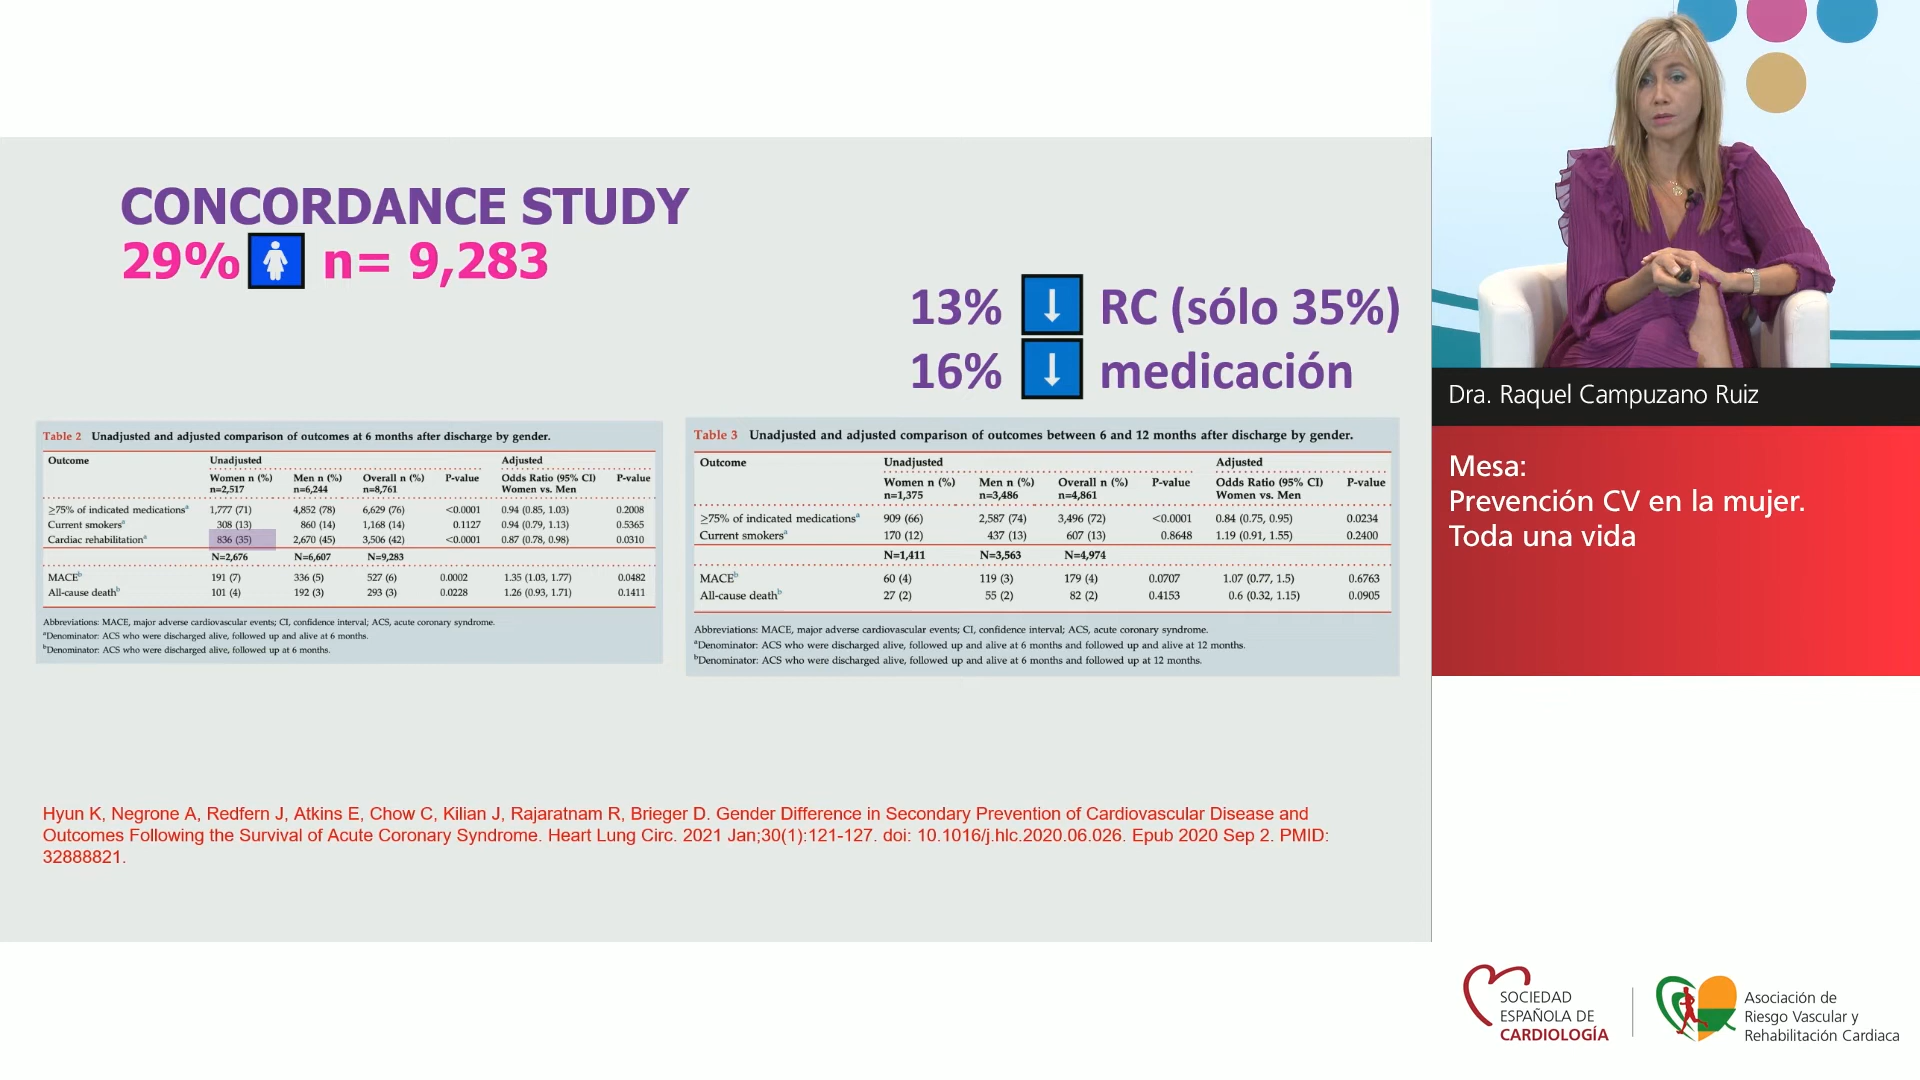 CONCORDANCE STUDY
29% n= 9,283
13% RC (sólo 35%)
16% medicación
Table 2 Unadjusted and adjusted comparison of outcomes at 6 months after discharge by gender.
Outcome Unadjusted Adjusted
Women n (%) Men n (%) Overall n (%) P-value Odds Ratio (95% CI) P-value
n=2,517 n=6,244 n=8,761 Women vs. Men
≥75% of indicated medicationsa 1,777 (71) 4,852 (78) 6,629 (76) <0.0001 0.94 (0.85, 1.03) 0.2008
Current smokersa 308 (13) 860 (14) 1,168 (14) 0.1127 0.94 (0.79, 1.13) 0.5365
Cardiac rehabilitationa 836 (35) 2,670 (45) 3,506 (42) <0.0001 0.87 (0.78, 0.98) 0.0310
N=2,676 N=6,607 N=9,283
MACEb 191 (7) 336 (5) 527 (6) 0.0002 1.35 (1.03, 1.77) 0.0482
All-cause deathb 101 (4) 192 (3) 293 (3) 0.0228 1.26 (0.93, 1.71) 0.1411
Abbreviations: MACE, major adverse cardiovascular events; CI, confidence interval; ACS, acute coronary syndrome.
aDenominator: ACS who were discharged alive, followed up and alive at 6 months.
bDenominator: ACS who were discharged alive, followed up at 6 months.
Table 3 Unadjusted and adjusted comparison of outcomes between 6 and 12 months after discharge by gender.
Outcome Unadjusted Adjusted
Women n (%) Men n (%) Overall n (%) P-value Odds Ratio (95% CI) P-value
n=1,375 n=3,486 n=4,861 Women vs. Men
≥75% of indicated medicationsa 909 (66) 2,587 (74) 3,496 (72) <0.0001 0.84 (0.75, 0.95) 0.0234
Current smokersa 170 (12) 437 (13) 607 (13) 0.8648 1.19 (0.91, 1.55) 0.2400
N=1,411 N=3,563 N=4,974
MACEb 60 (4) 119 (3) 179 (4) 0.0707 1.07 (0.77, 1.5) 0.6763
All-cause deathb 27 (2) 55 (2) 82 (2) 0.4153 0.6 (0.32, 1.15) 0.0905
Abbreviations: MACE, major adverse cardiovascular events; CI, confidence interval; ACS, acute coronary syndrome.
aDenominator: ACS who were discharged alive, followed up and alive at 6 months and followed up and alive at 12 months.
bDenominator: ACS who were discharged alive, followed up and alive at 6 months and followed up at 12 months.
Hyun K, Negrone A, Redfern J, Atkins E, Chow C, Kilian J, Rajaratnam R, Brieger D. Gender Difference in Secondary Prevention of Cardiovascular Disease and
Outcomes Following the Survival of Acute Coronary Syndrome. Heart Lung Circ. 2021 Jan;30(1):121-127. doi: 10.1016/j.hlc.2020.06.026. Epub 2020 Sep 2. PMID:
32888821.
Dra. Raquel Campuzano Ruiz
Mesa:
Prevención CV en la mujer.
Toda una vida
SOCIEDAD
ESPAÑOLA DE
CARDIOLOGÍA
Asociación de
Riesgo Vascular y
Rehabilitación Cardiaca